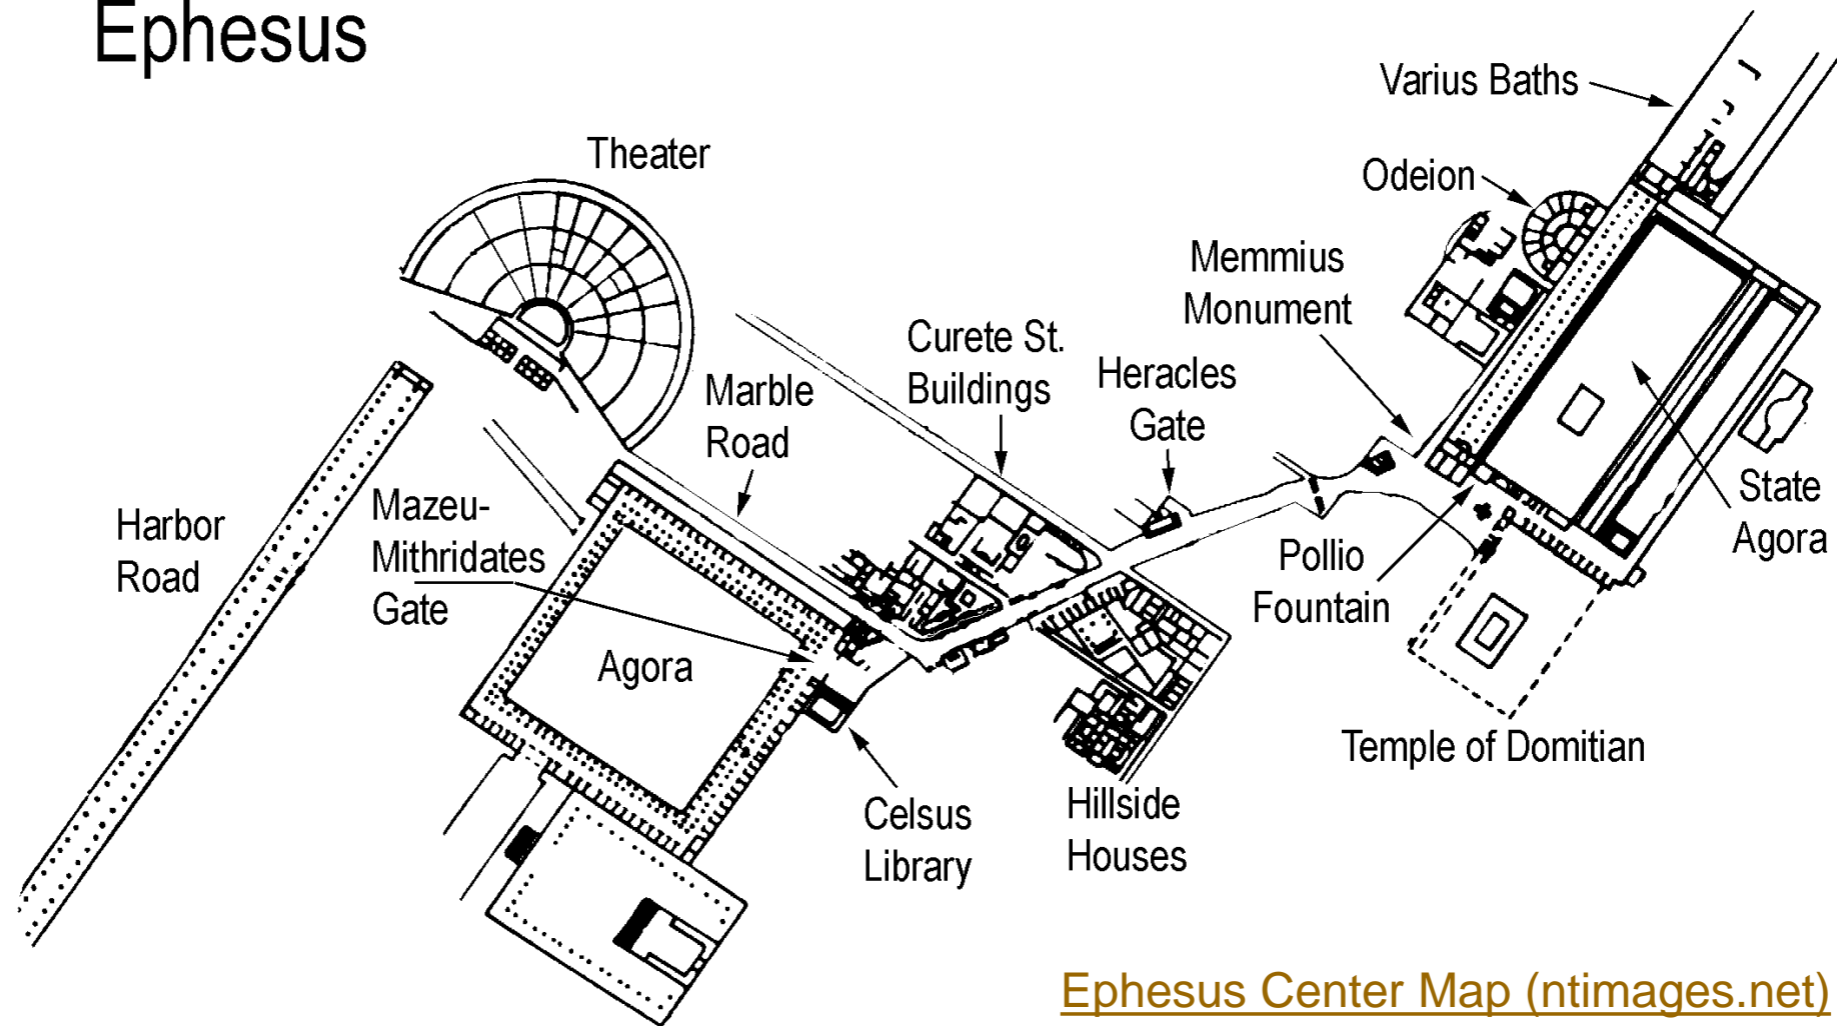 Ephesus
Varius Baths
Theater
Odeion
Memmius
Monument
Curete St.
Buildings
Heracles
Gate
Marble
Road
Harbor
Road
Mazeu-
Mithridates
Gate
State
Agora
Pollio
Fountain
Agora
Temple of Domitian
Celsus
Library
Hillside
Houses
Ephesus Center Map (ntimages.net)